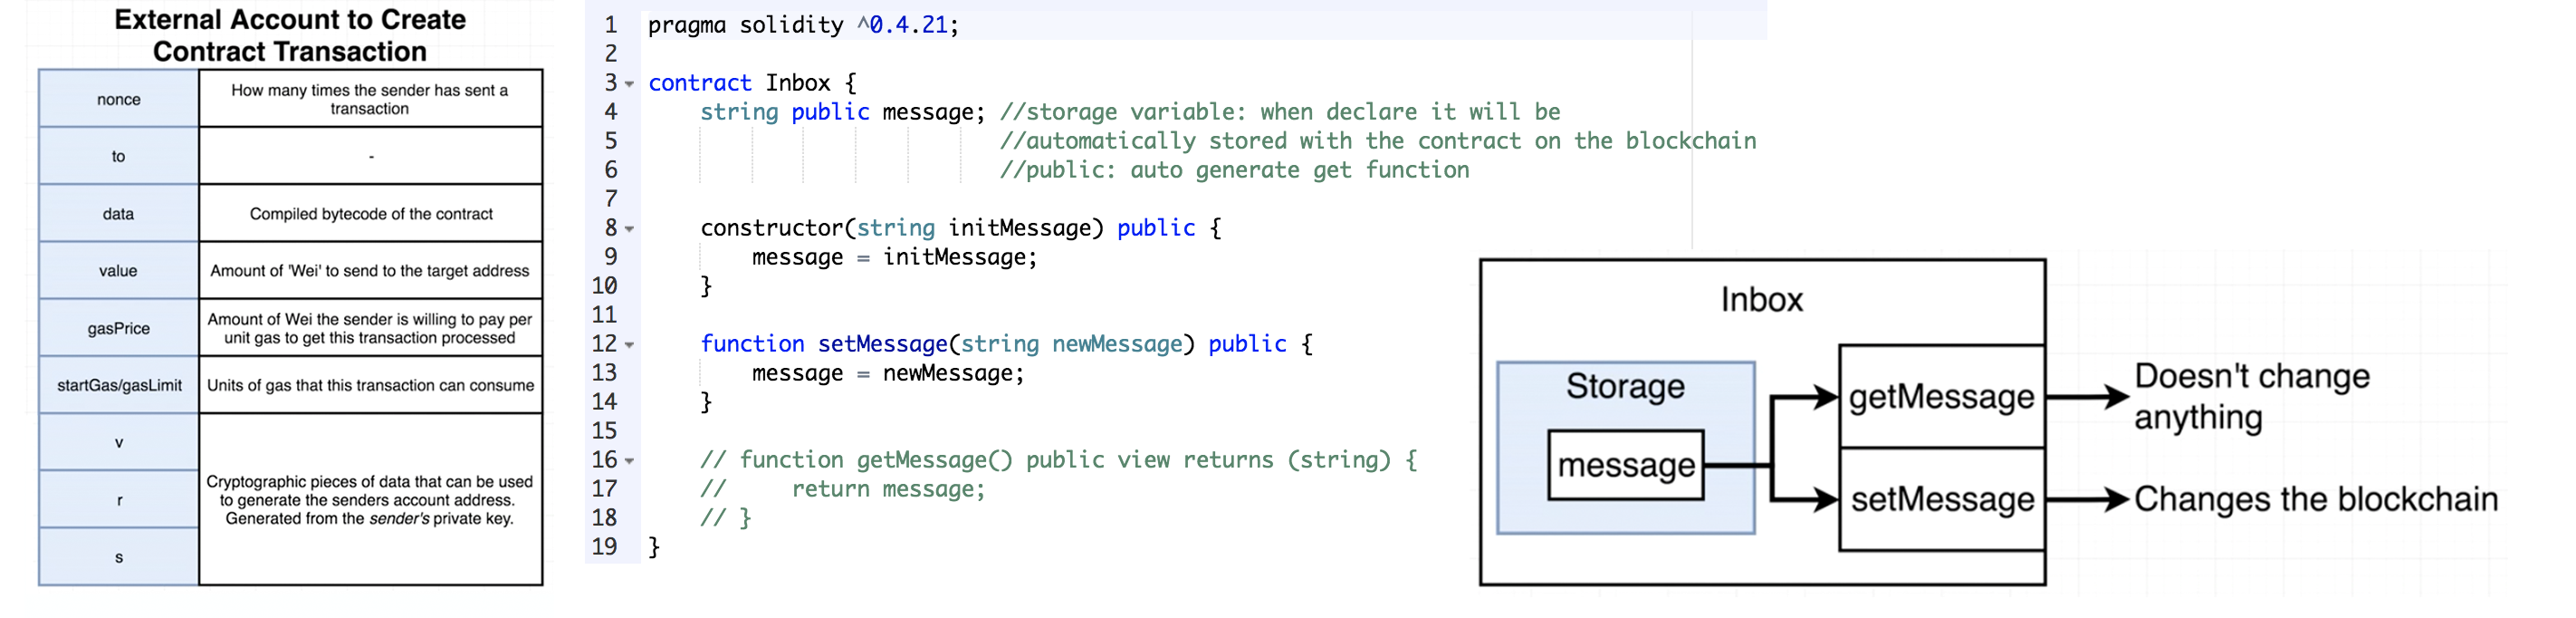 External Account to Create
Contract Transaction
nonce
How many times the sender has sent a
transaction
to
-
data
Compiled bytecode of the contract
value
Amount of 'Wei' to send to the target address
gasPrice
Amount of Wei the sender is willing to pay per
unit gas to get this transaction processed
startGas/gasLimit
Units of gas that this transaction can consume
v
r
s
Cryptographic pieces of data that can be used
to generate the senders account address.
Generated from the sender's private key.
1 pragma solidity ^0.4.21;
2
3 contract Inbox {
4 string public message; //storage variable: when declare it will be
5 //automatically stored with the contract on the blockchain
6 //public: auto generate get function
7
8 constructor(string initMessage) public {
9 message = initMessage;
10 }
11
12 function setMessage(string newMessage) public {
13 message = newMessage;
14 }
15
16 // function getMessage() public view returns (string) {
17 // return message;
18 // }
19 }
Inbox
Storage
message
getMessage
setMessage
Doesn't change
anything
Changes the blockchain